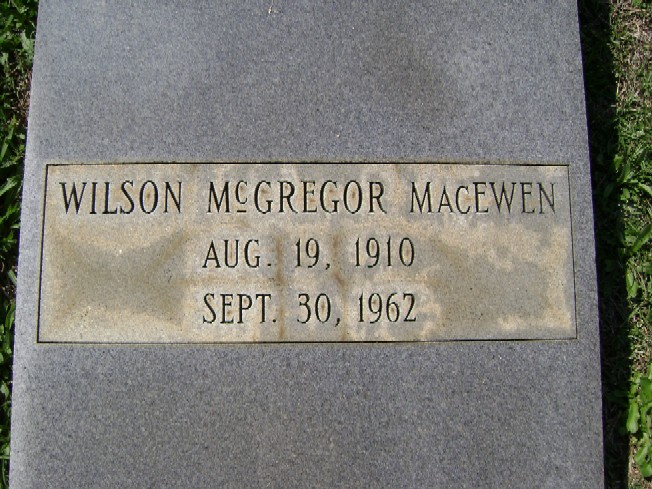 WILSON McGREGOR MacEWEN
AUG. 19, 1910
SEPT. 30, 1962